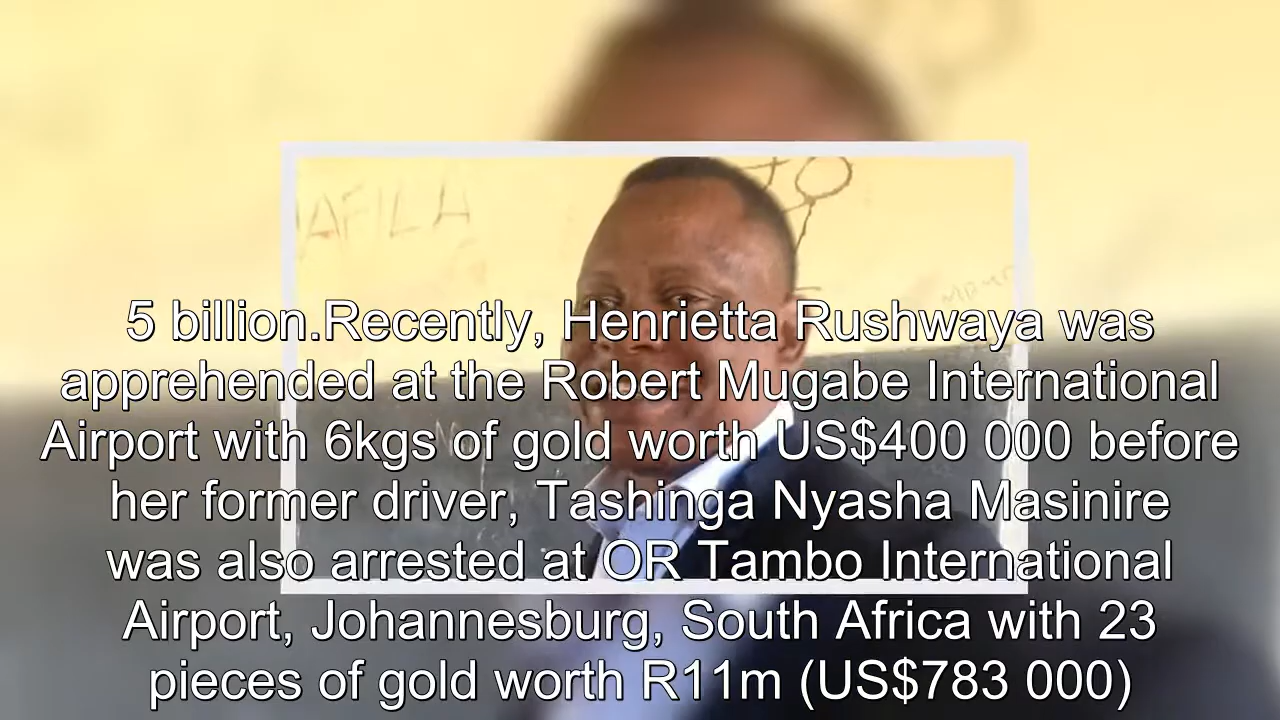 AFILA
5 billion.Recently, Henrietta Rushwaya was
apprehended at the Robert Mugabe International
Airport with 6kgs of gold worth US$400 000 before
her former driver, Tashinga Nyasha Masinire
was also arrested at OR Tambo International
Airport, Johannesburg, South Africa with 23
pieces of gold worth R11m (US$783 000)